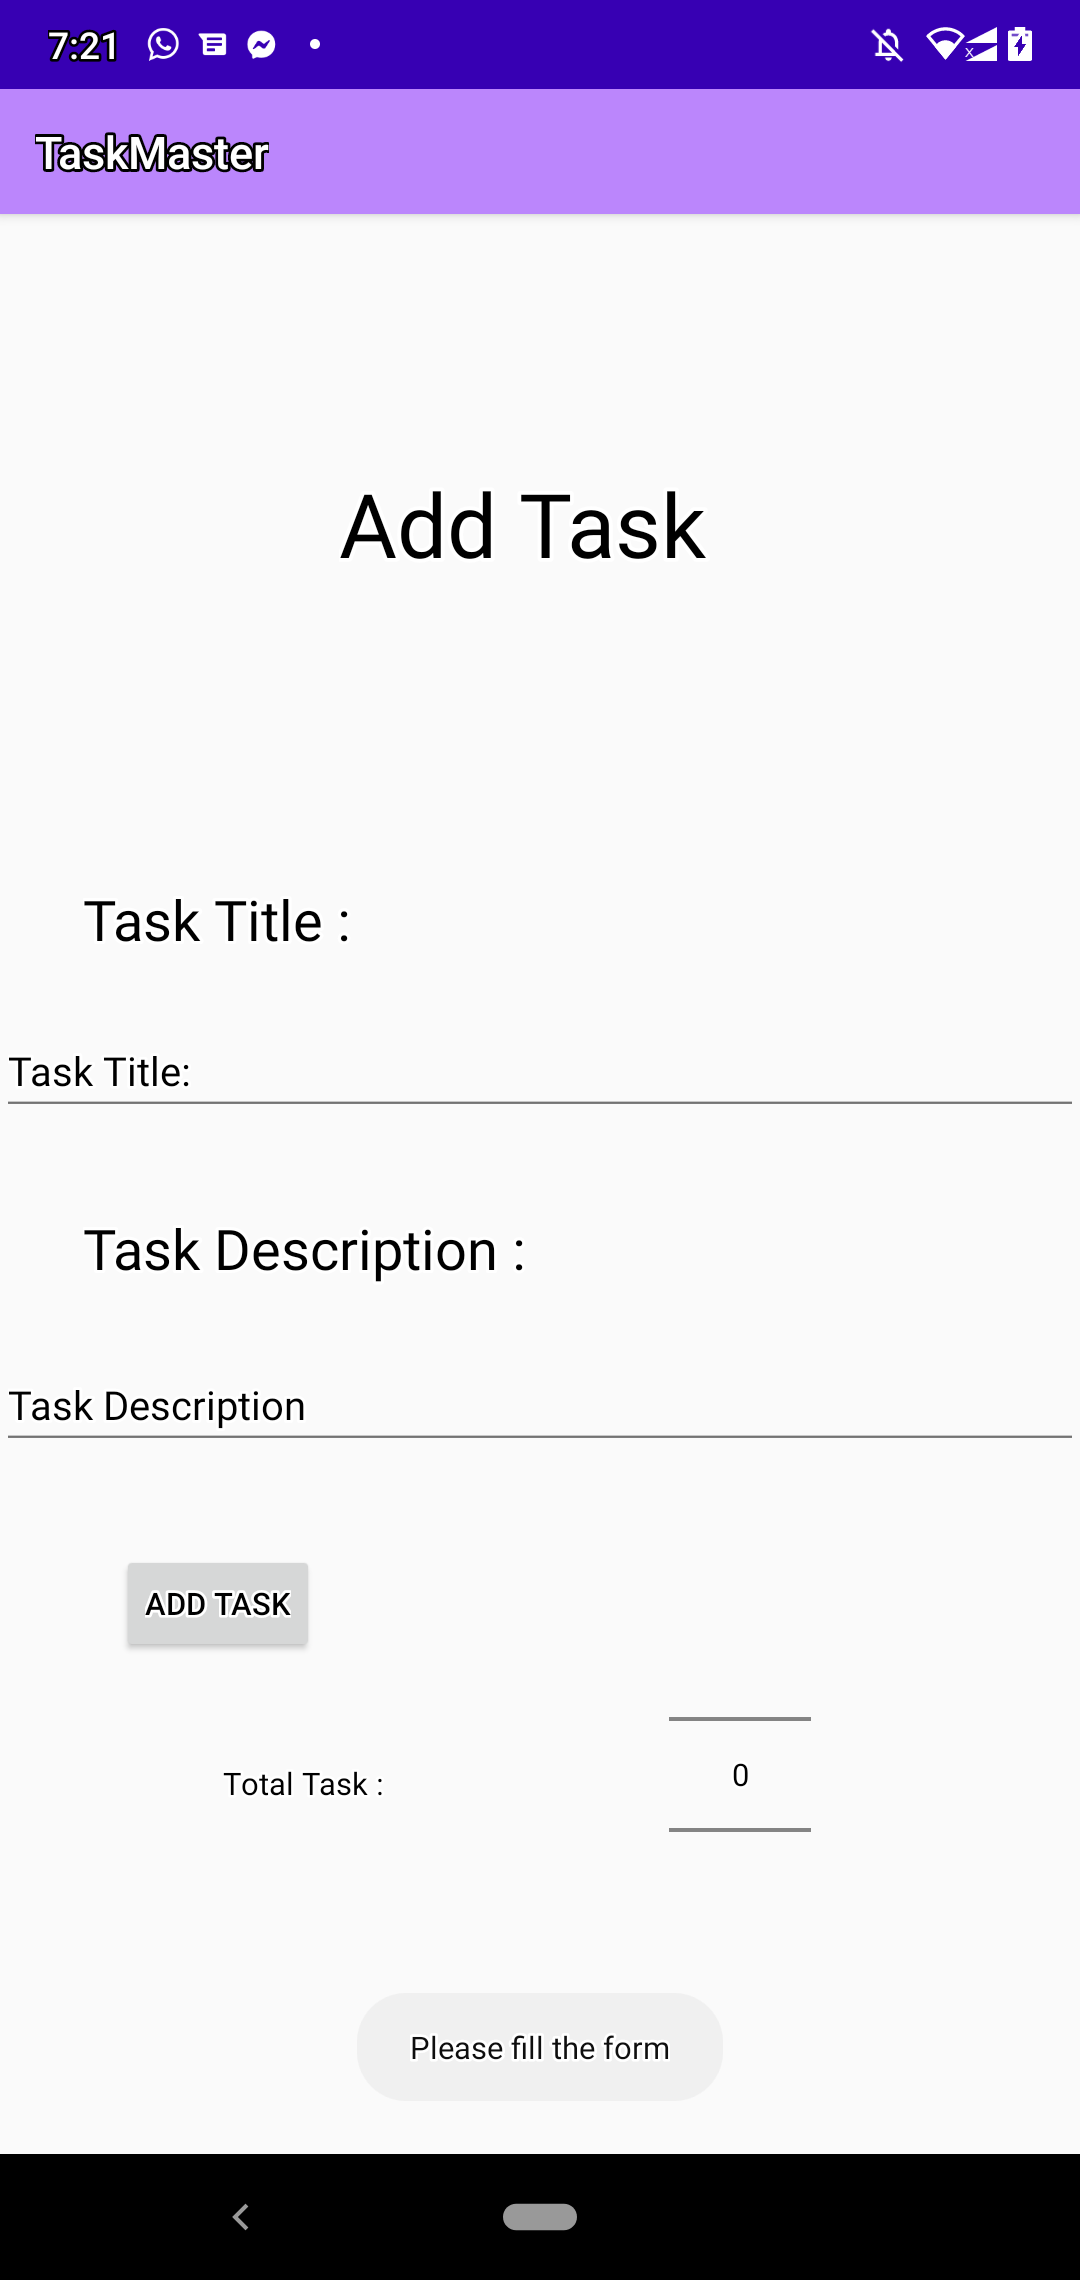 7:21
TaskMaster
Add Task
Task Title :
Task Title:
Task Description :
Task Description
ADD TASK
0
Total Task :
Please fill the form